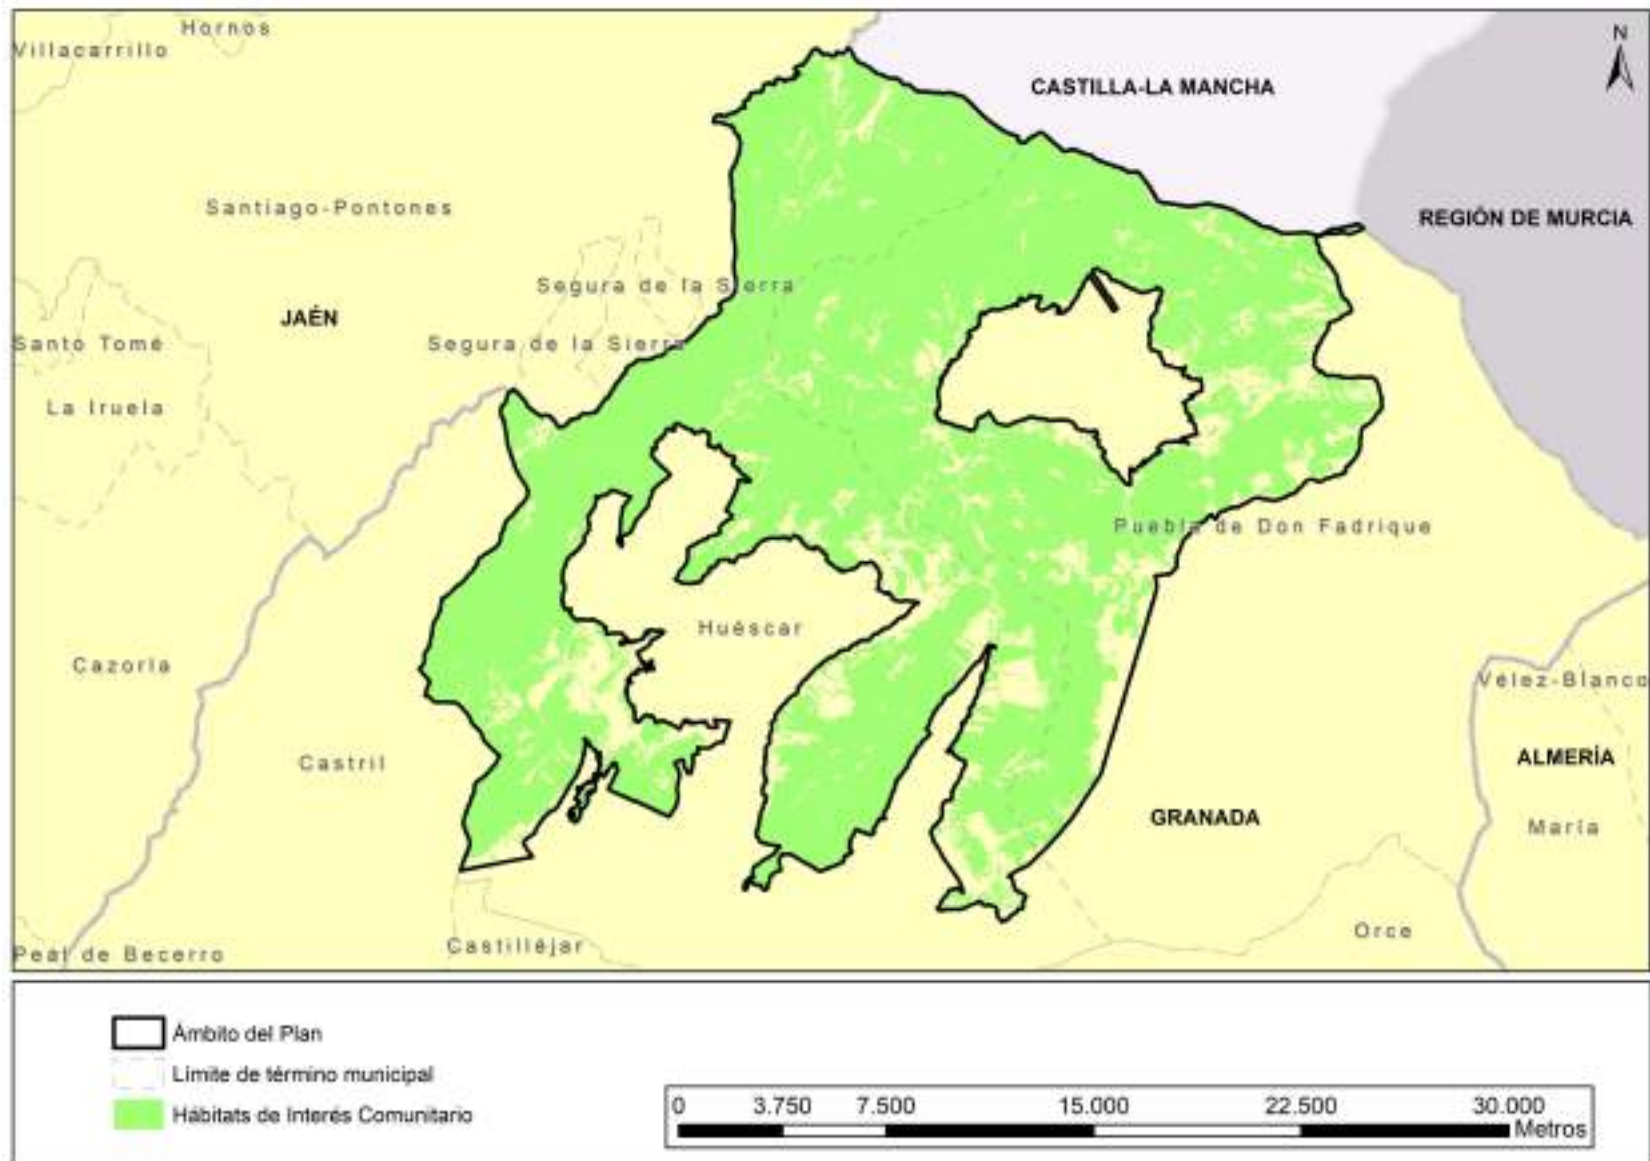 Hornos
Villacarrillo
N
CASTILLA-LA MANCHA
Santiago-Pontones
REGIÓN DE MURCIA
Segura de la Sierra
JAÉN
Santo Tomé
Segura de la Sierra
La Iruela
Puebla de Don Fadrique
Huéscar
Cazorla
Vélez-Blanco
Castril
ALMERÍA
GRANADA
María
Orce
Castilléjar
Peal de Becerro
Ámbito del Plan
Límite de término municipal
Hábitats de Interés Comunitario
0 3.750 7.500 15.000 22.500 30.000
Metros